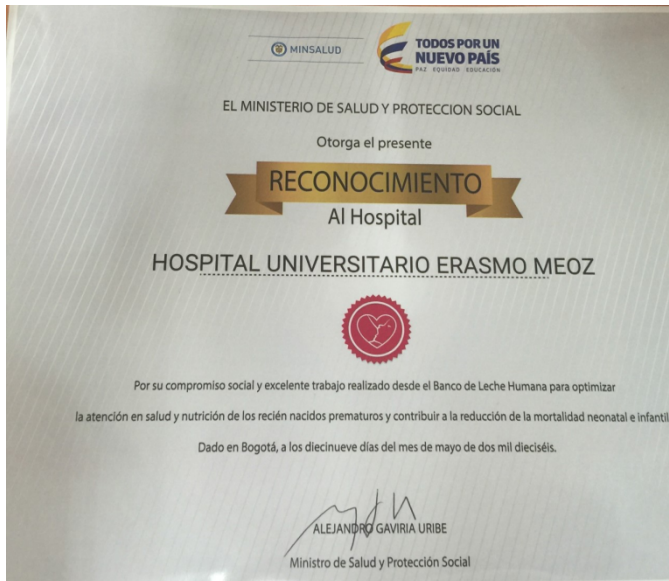 MINSALUD
TODOS POR UN
NUEVO PAÍS
PAZ EQUIDAD EDUCACIÓN
EL MINISTERIO DE SALUD Y PROTECCION SOCIAL
Otorga el presente
RECONOCIMIENTO
Al Hospital
HOSPITAL UNIVERSITARIO ERASMO MEOZ
Por su compromiso social y excelente trabajo realizado desde el Banco de Leche Humana para optimizar
la atención en salud y nutrición de los recién nacidos prematuros y contribuir a la reducción de la mortalidad neonatal e infantil
Dado en Bogotá, a los diecinueve días del mes de mayo de dos mil dieciséis.
ALEJANDRO GAVIRIA URIBE
Ministro de Salud y Protección Social